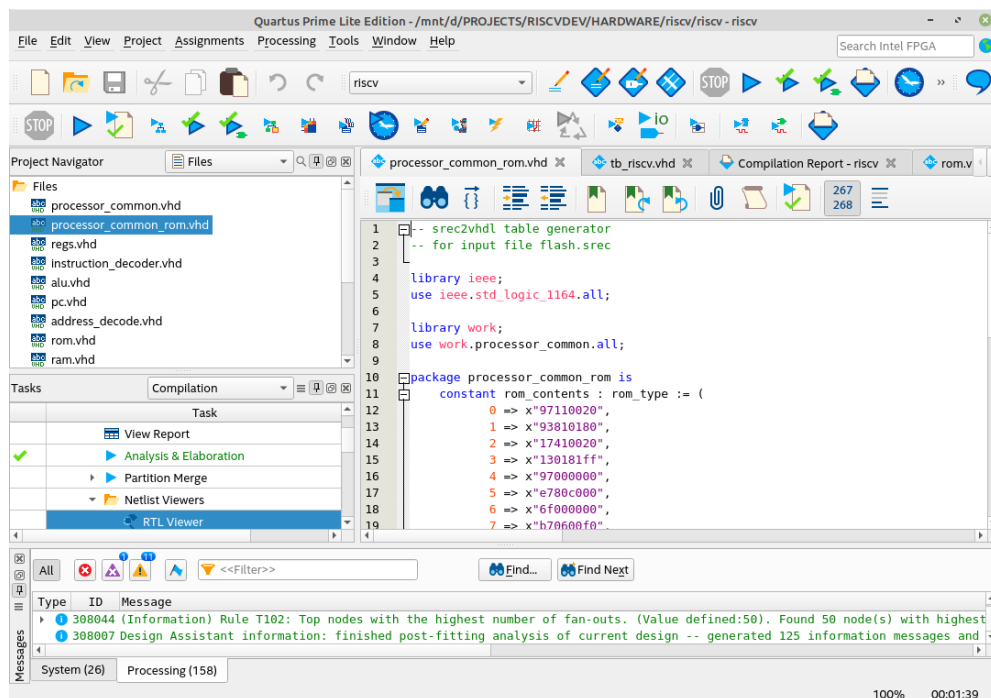 Quartus Prime Lite Edition - /mnt/d/PROJECTS/RISCVDEV/HARDWARE/riscv/riscv - riscv
File Edit View Project Assignments Processing Tools Window Help
Search Intel FPGA
riscv
STOP
»
STOP
io
Project Navigator
Files
Files
processor_common.vhd
processor_common_rom.vhd
regs.vhd
instruction_decoder.vhd
alu.vhd
pc.vhd
address_decode.vhd
rom.vhd
ram.vhd
Tasks
Compilation
Task
View Report
Analysis & Elaboration
Partition Merge
Netlist Viewers
RTL Viewer
processor_common_rom.vhd
tb_riscv.vhd
Compilation Report - riscv
rom.v
267
268
1 -- srec2vhdl table generator
2 -- for input file flash.srec
3
4 library ieee;
5 use ieee.std_logic_1164.all;
6
7 library work;
8 use work.processor_common.all;
9
10 package processor_common_rom is
11 constant rom_contents : rom_type := (
12 0 => x"97110020",
13 1 => x"93810180",
14 2 => x"17410020",
15 3 => x"130181ff",
16 4 => x"97000000",
17 5 => x"e780c000",
18 6 => x"6f000000",
19 7 => x"b70600f0",
Messages
All
1
11
<<Filter>>
Find...
Find Next
Type ID Message
308044 (Information) Rule T102: Top nodes with the highest number of fan-outs. (Value defined:50). Found 50 node(s) with highest
308007 Design Assistant information: finished post-fitting analysis of current design -- generated 125 information messages and
System (26)
Processing (158)
100% 00:01:39